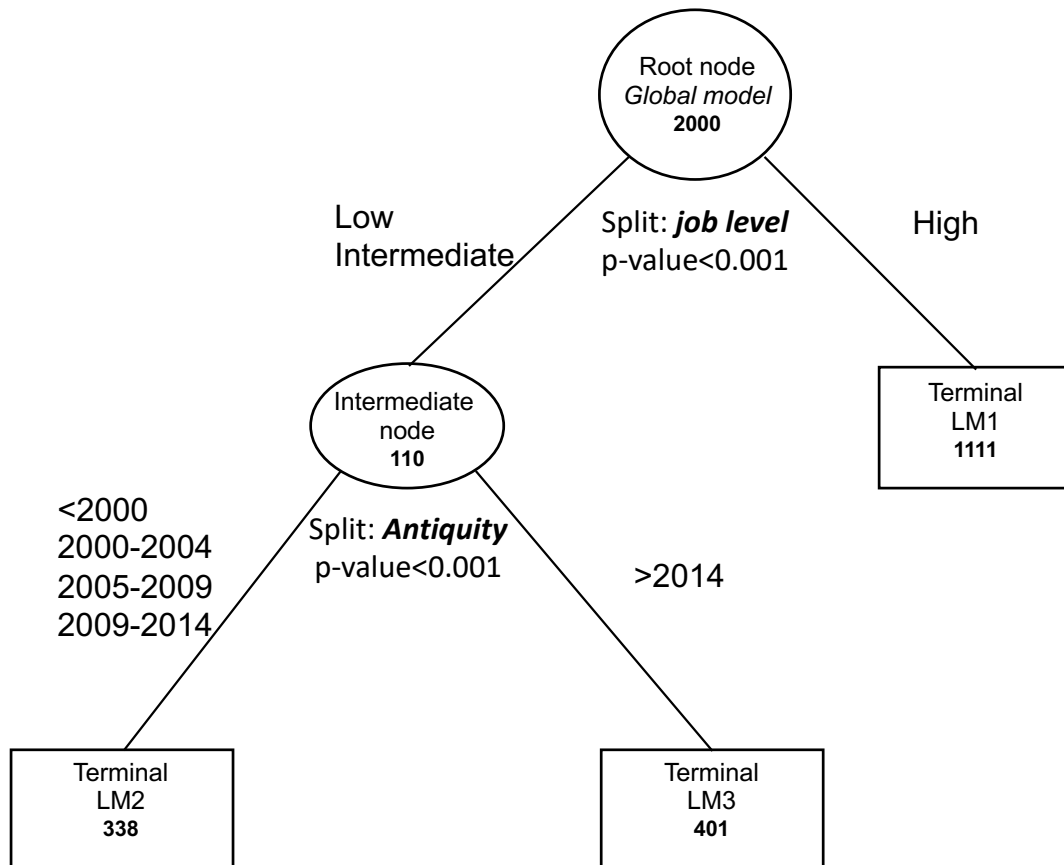 Root node
Global model
2000
Low
Intermediate
Split: job level
p-value<0.001
High
Intermediate
node
110
Terminal
LM1
1111
<2000
2000-2004
2005-2009
2009-2014
Split: Antiquity
p-value<0.001
>2014
Terminal
LM2
338
Terminal
LM3
401